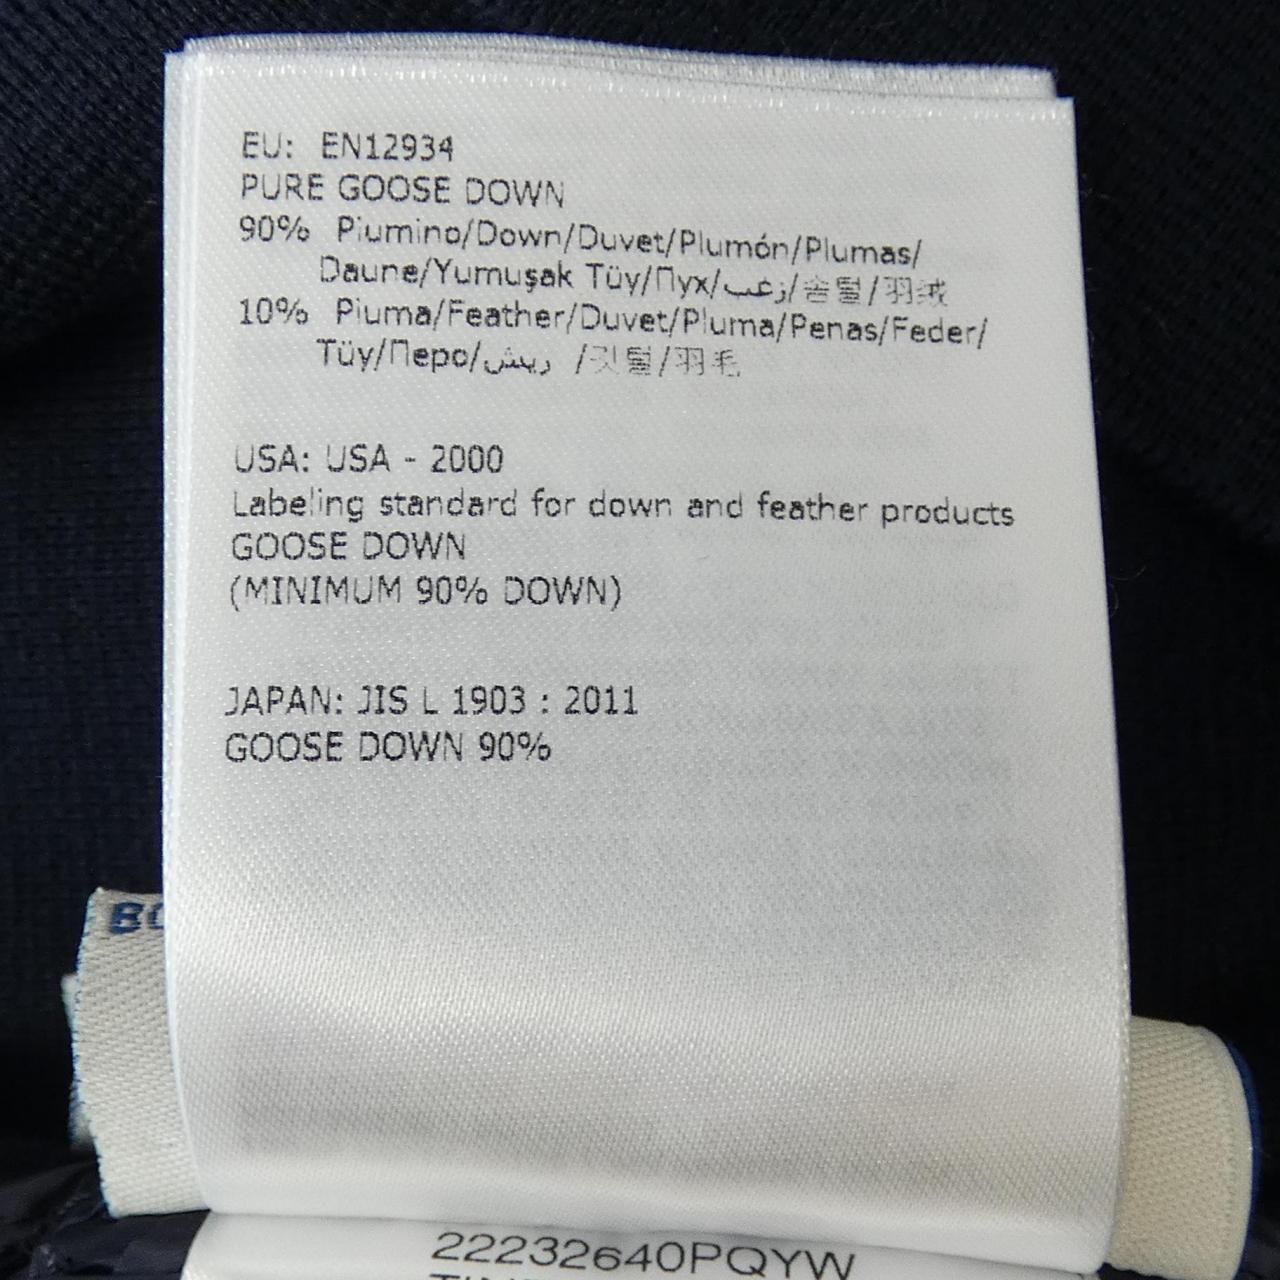 EU: EN12934
PURE GOOSE DOWN
90% Piumino/Down/Duvet/Plumón/Plumas/
Daune/Yumuşak Tüy/Пух/زغب/솜털/羽绒
10% Piuma/Feather/Duvet/Pluma/Penas/Feder/
Tüy/Перо/ريش /깃털/羽毛
USA: USA - 2000
Labeling standard for down and feather products
GOOSE DOWN
(MINIMUM 90% DOWN)
JAPAN: JIS L 1903 : 2011
GOOSE DOWN 90%
22232640PQYW